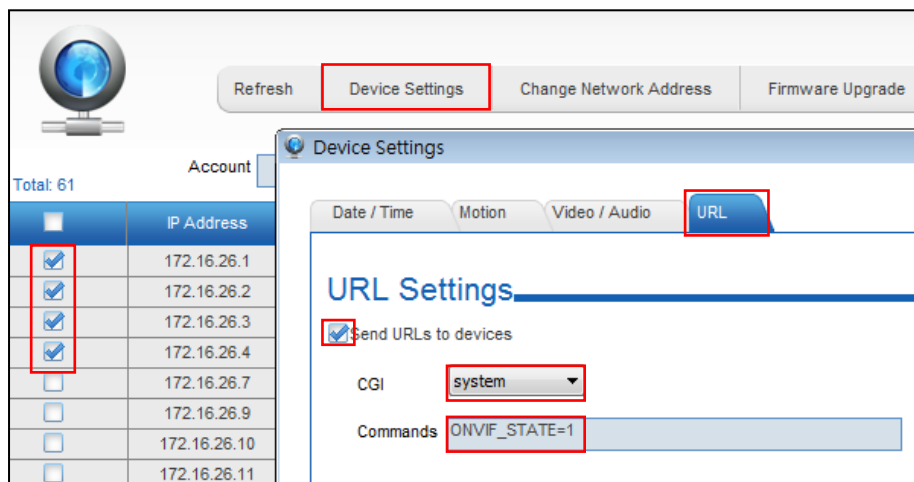 Refresh Device Settings Change Network Address Firmware Upgrade
Device Settings
Account
Total: 61
IP Address
172.16.26.1
172.16.26.2
172.16.26.3
172.16.26.4
172.16.26.7
172.16.26.9
172.16.26.10
172.16.26.11
Date / Time Motion Video / Audio URL
URL Settings
Send URLs to devices
CGI system
Commands ONVIF_STATE=1